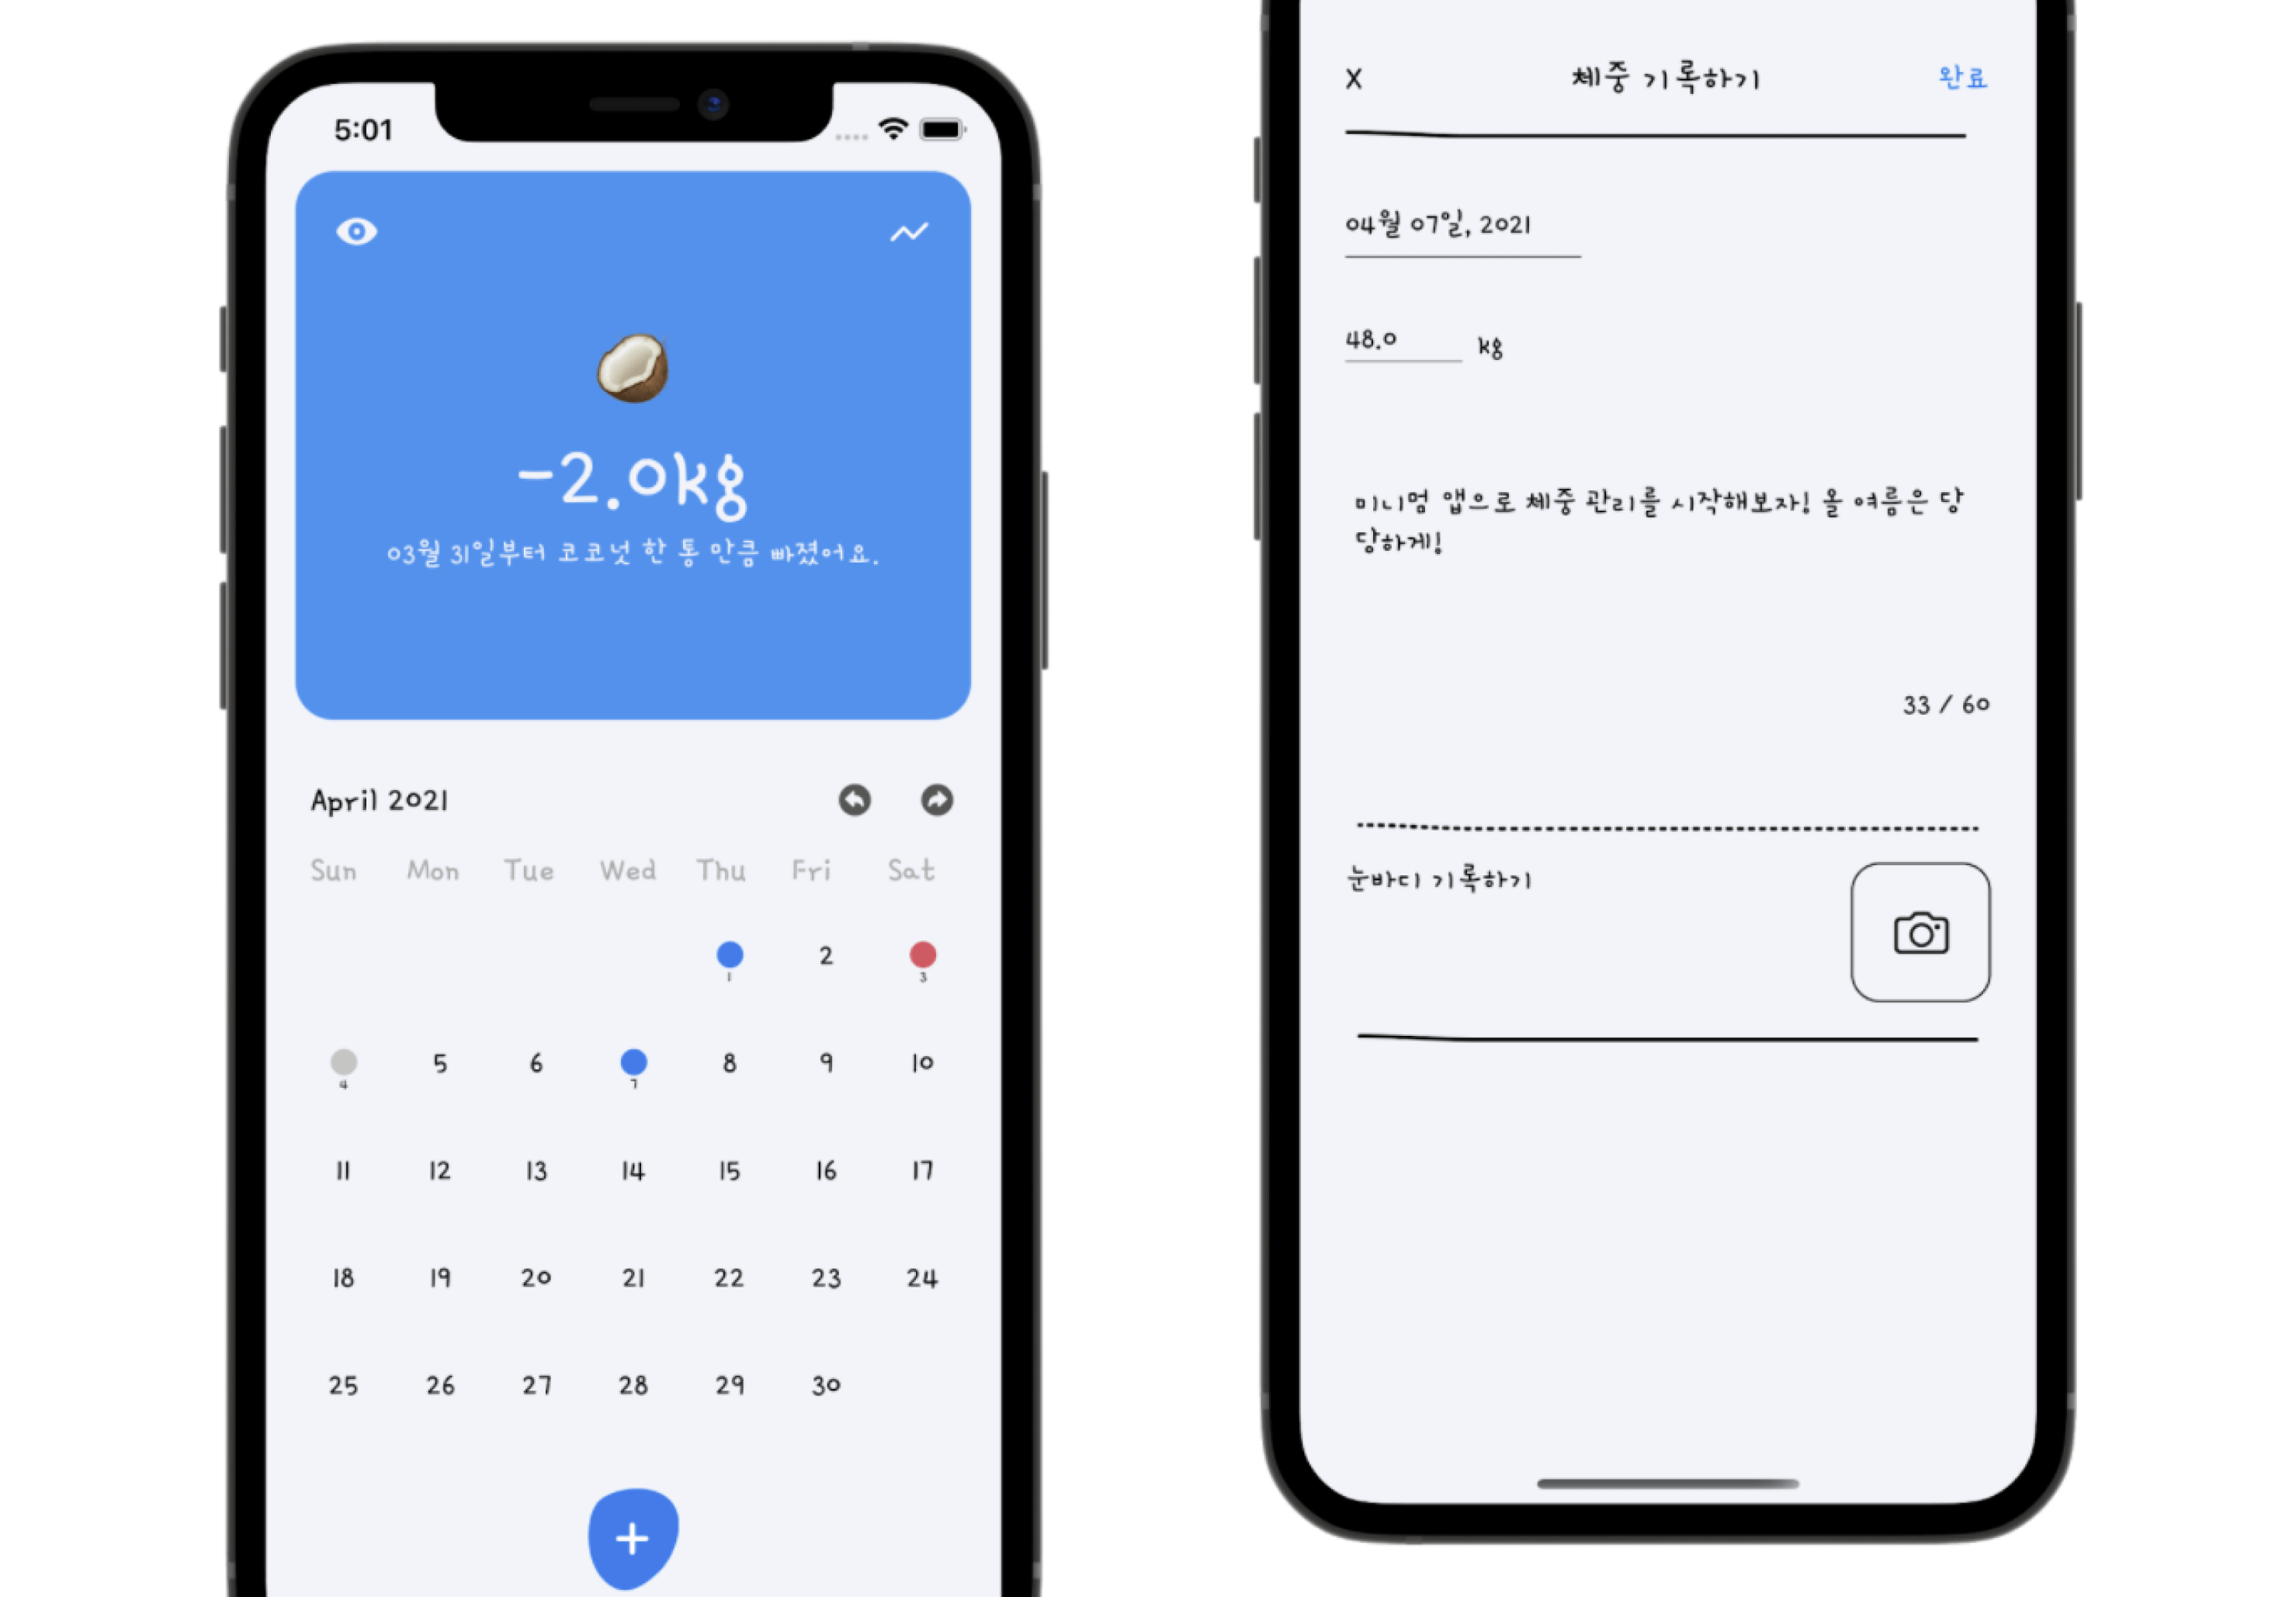 5:01
-2.0kg
03월 31일부터 코코넛 한 통 만큼 빠졌어요.
April 2021
Sun Mon Tue Wed Thu Fri Sat
1 2 3
4 5 6 7 8 9 10
11 12 13 14 15 16 17
18 19 20 21 22 23 24
25 26 27 28 29 30
+
X 체중 기록하기 완료
04월 07일, 2021
48.0 kg
미니멈 앱으로 체중 관리를 시작해보자! 올 여름은 당
당하게!
33 / 60
눈바디 기록하기